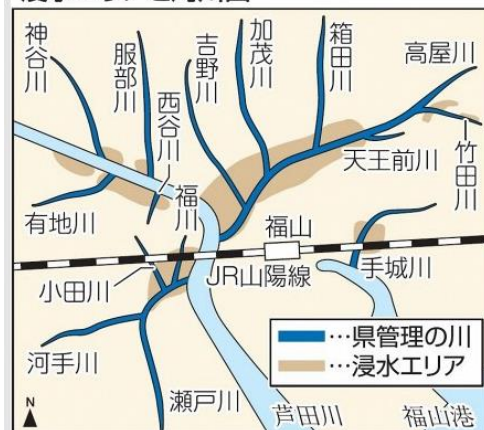 神谷川
服部川
西谷川
吉野川
加茂川
箱田川
高屋川
竹田川
天王前川
有地川
福川
福山
小田川
JR山陽線
手城川
河手川
瀬戸川
芦田川
福山港
…県管理の川
…浸水エリア
N